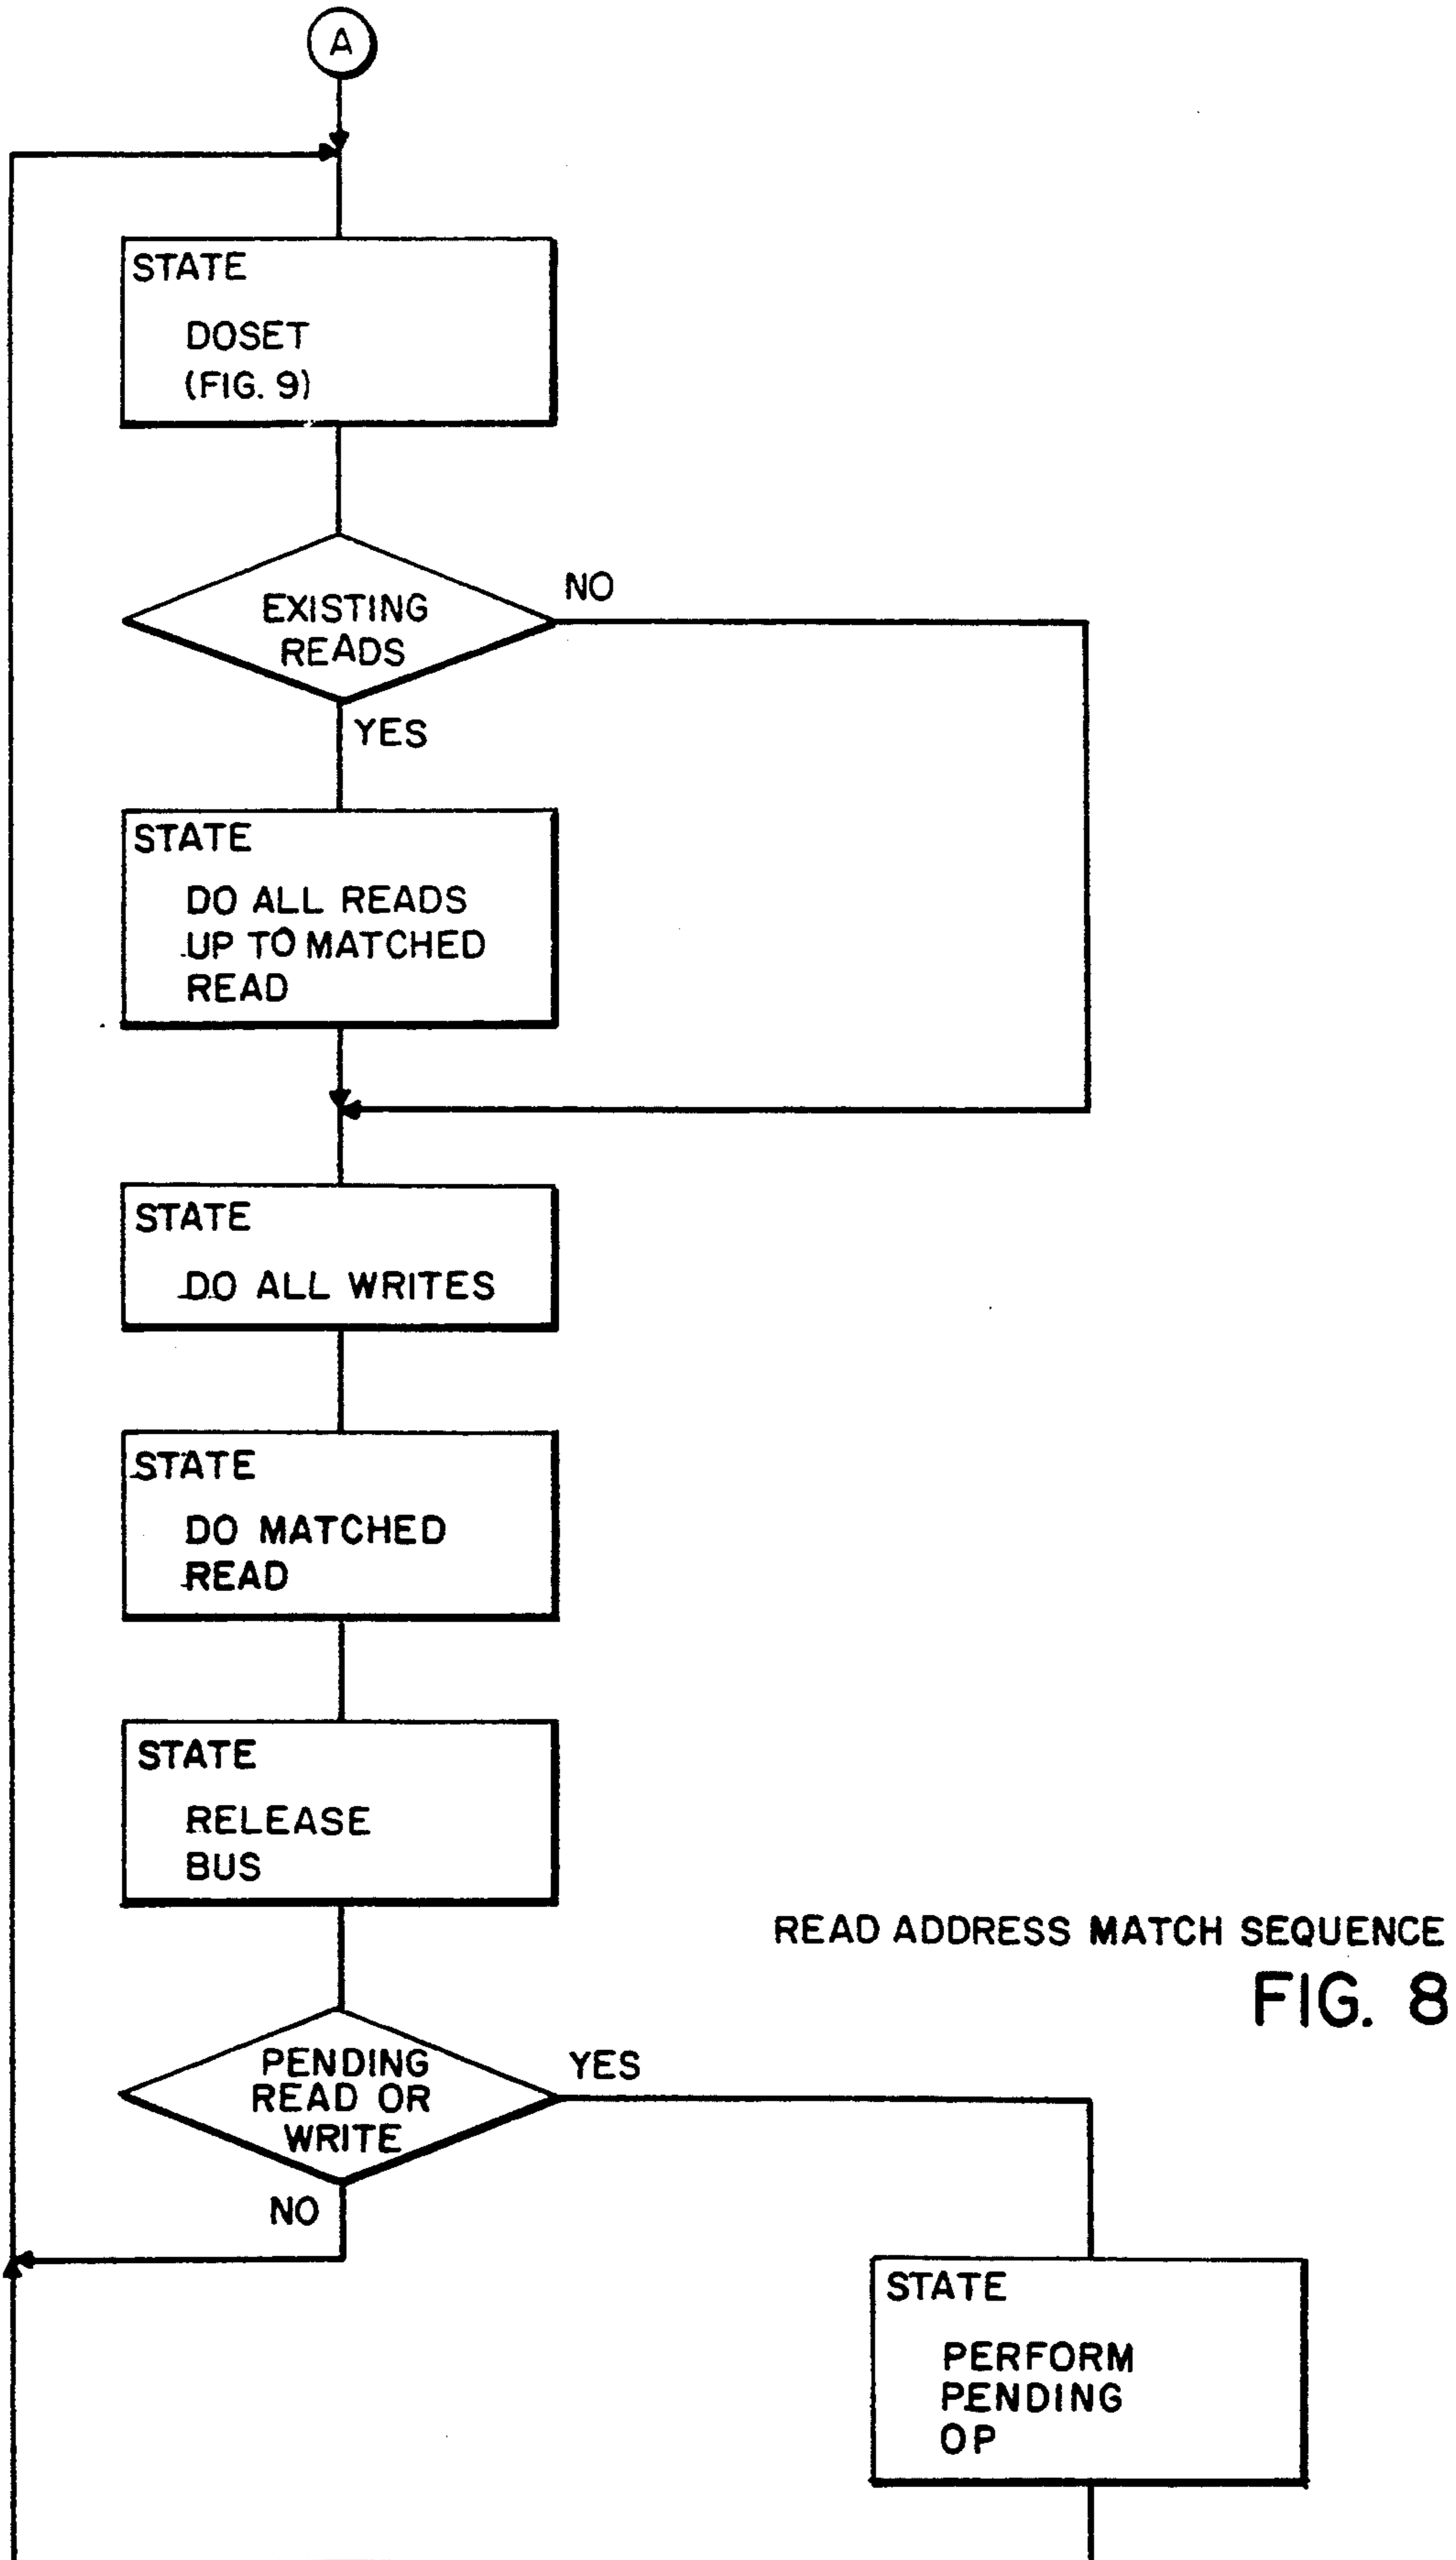 A
STATE
DOSET
(FIG. 9)
EXISTING
READS
NO
YES
STATE
DO ALL READS
UP TO MATCHED
READ
STATE
DO ALL WRITES
STATE
DO MATCHED
READ
STATE
RELEASE
BUS
READ ADDRESS MATCH SEQUENCE
FIG. 8
PENDING
READ OR
WRITE
YES
NO
STATE
PERFORM
PENDING
OP